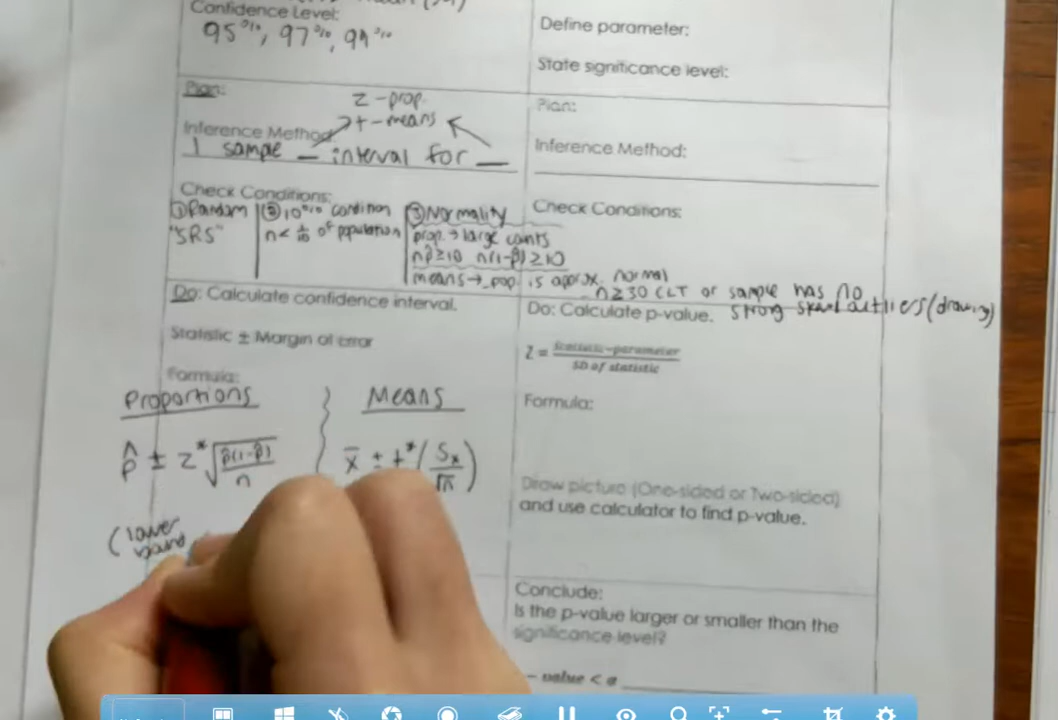 Confidence Level:
95%, 97%, 99%
Plan:
z - prop.
t - means
Inference Method:
1 sample _ interval for _
Check Conditions:
① Random
"SRS"
② 10% condition
n < 1/10 of population
③ Normality
prop. → large counts
np̂ ≥ 10 n(1-p̂) ≥ 10
means → pop. is approx. normal
n ≥ 30 CLT or sample has no
strong skew/outliers (drawing)
Do: Calculate confidence interval.
Statistic ± Margin of error
Formula:
Proportions
p̂ ± z* √(p̂(1-p̂)/n)
Means
x̄ ± t* (Sx/√n)
(lower
bound
Define parameter:
State significance level:
Plan:
Inference Method:
Check Conditions:
Do: Calculate p-value.
z = statistic-parameter / SD of statistic
Formula:
Draw picture (One-sided or Two-sided)
and use calculator to find p-value.
Conclude:
Is the p-value larger or smaller than the
significance level?
- value < α